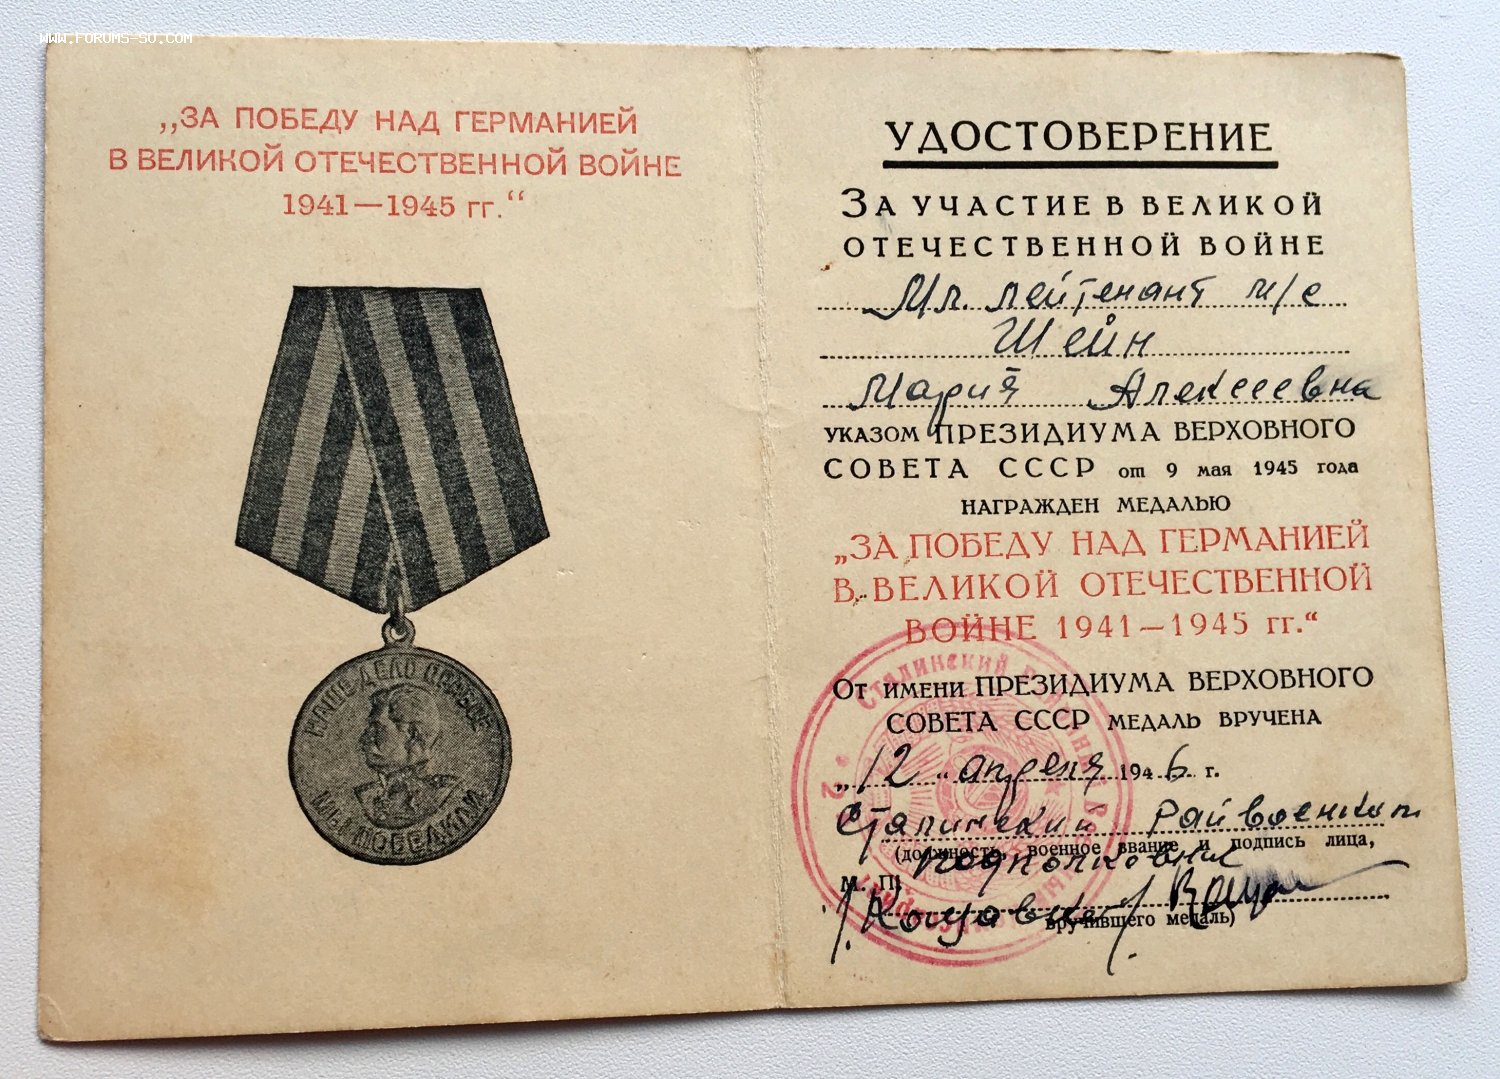 www.forums-su.com
„ЗА ПОБЕДУ НАД ГЕРМАНИЕЙ
В ВЕЛИКОЙ ОТЕЧЕСТВЕННОЙ ВОЙНЕ
1941—1945 гг.“
НАШЕ ДЕЛО ПРАВОЕ
МЫ ПОБЕДИЛИ
УДОСТОВЕРЕНИЕ
ЗА УЧАСТИЕ В ВЕЛИКОЙ
ОТЕЧЕСТВЕННОЙ ВОЙНЕ
Мл. лейтенант м/с
Шейн
Мария Алексеевна
УКАЗОМ ПРЕЗИДИУМА ВЕРХОВНОГО
СОВЕТА СССР от 9 мая 1945 года
НАГРАЖДЕН МЕДАЛЬЮ
„ЗА ПОБЕДУ НАД ГЕРМАНИЕЙ
В ВЕЛИКОЙ ОТЕЧЕСТВЕННОЙ
ВОЙНЕ 1941—1945 гг.“
ОТ ИМЕНИ ПРЕЗИДИУМА ВЕРХОВНОГО
СОВЕТА СССР МЕДАЛЬ ВРУЧЕНА
„12“ апреля 1946 г.
Сталинский Райвоенком
(должность, военное звание и подпись лица,
подполковник
М. П.
вручившего медаль)
Сталинский